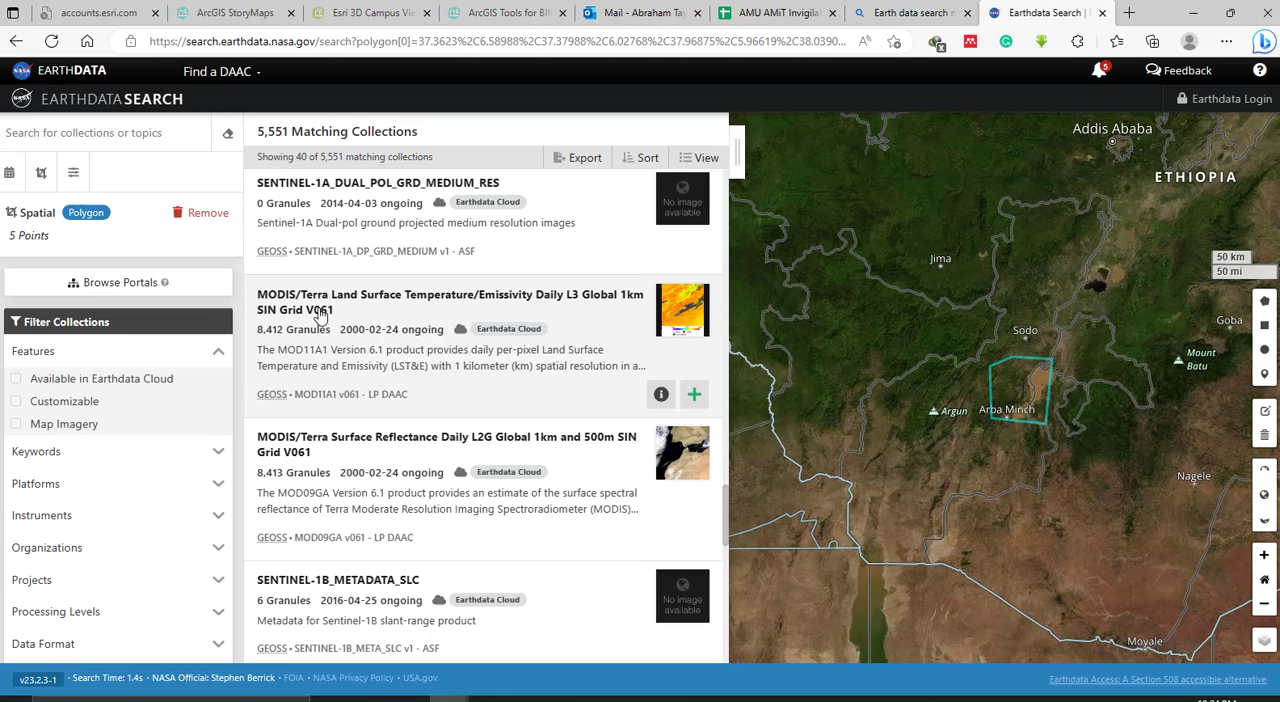 accounts.esri.com
ArcGIS StoryMaps
Esri 3D Campus Vie
ArcGIS Tools for BIM
Mail - Abraham Tay
AMU AMiT Invigilat
Earth data search n
Earthdata Search |
https://search.earthdata.nasa.gov/search?polygon[0]=37.3623%2C6.58988%2C37.37988%2C6.02768%2C37.96875%2C5.96619%2C38.0390...
EARTHDATA
Find a DAAC
5
Feedback
EARTHDATA SEARCH
Earthdata Login
Search for collections or topics
Spatial Polygon Remove
5 Points
Browse Portals
Filter Collections
Features
Available in Earthdata Cloud
Customizable
Map Imagery
Keywords
Platforms
Instruments
Organizations
Projects
Processing Levels
Data Format
5,551 Matching Collections
Showing 40 of 5,551 matching collections
Export Sort View
SENTINEL-1A_DUAL_POL_GRD_MEDIUM_RES
0 Granules 2014-04-03 ongoing Earthdata Cloud
Sentinel-1A Dual-pol ground projected medium resolution images
GEOSS • SENTINEL-1A_DP_GRD_MEDIUM v1 - ASF
No image
available
MODIS/Terra Land Surface Temperature/Emissivity Daily L3 Global 1km
SIN Grid V061
8,412 Granules 2000-02-24 ongoing Earthdata Cloud
The MOD11A1 Version 6.1 product provides daily per-pixel Land Surface
Temperature and Emissivity (LST&E) with 1 kilometer (km) spatial resolution in a...
GEOSS • MOD11A1 v061 - LP DAAC
MODIS/Terra Surface Reflectance Daily L2G Global 1km and 500m SIN
Grid V061
8,413 Granules 2000-02-24 ongoing Earthdata Cloud
The MOD09GA Version 6.1 product provides an estimate of the surface spectral
reflectance of Terra Moderate Resolution Imaging Spectroradiometer (MODIS)...
GEOSS • MOD09GA v061 - LP DAAC
SENTINEL-1B_METADATA_SLC
6 Granules 2016-04-25 ongoing Earthdata Cloud
Metadata for Sentinel-1B slant-range product
GEOSS • SENTINEL-1B_META_SLC v1 - ASF
No image
available
Addis Ababa
ETHIOPIA
Jima
50 km
50 mi
Goba
Sodo
Mount
Batu
Argun
Arba Minch
Nagele
Moyale
v23.2.3-1 • Search Time: 1.4s • NASA Official: Stephen Berrick • FOIA • NASA Privacy Policy • USA.gov
Earthdata Access: A Section 508 accessible alternative